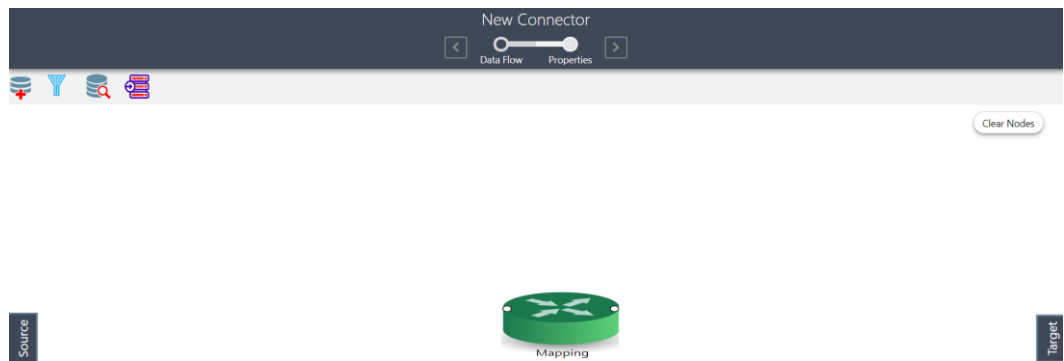 New Connector
<
>
Data Flow
Properties
Clear Nodes
Source
Target
Mapping